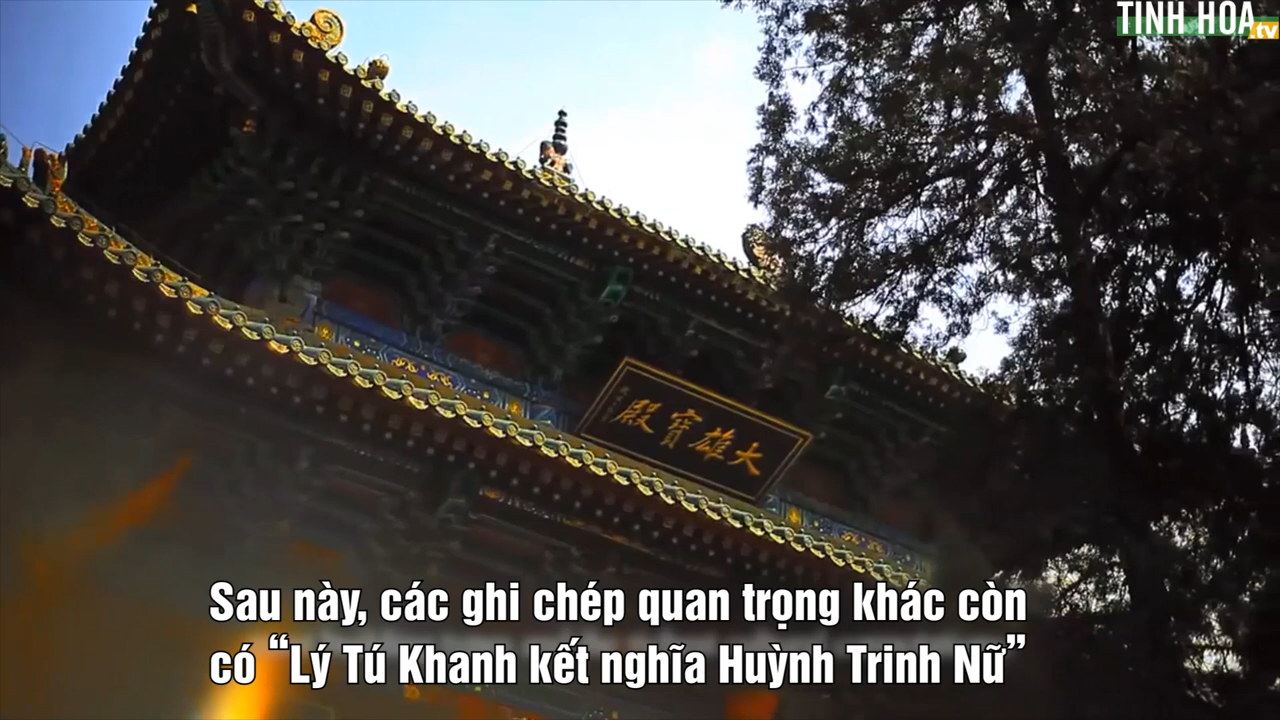 TINH HOA
.tv
大雄寶殿
Sau này, các ghi chép quan trọng khác còn
có “Lý Tú Khanh kết nghĩa Huỳnh Trinh Nữ”